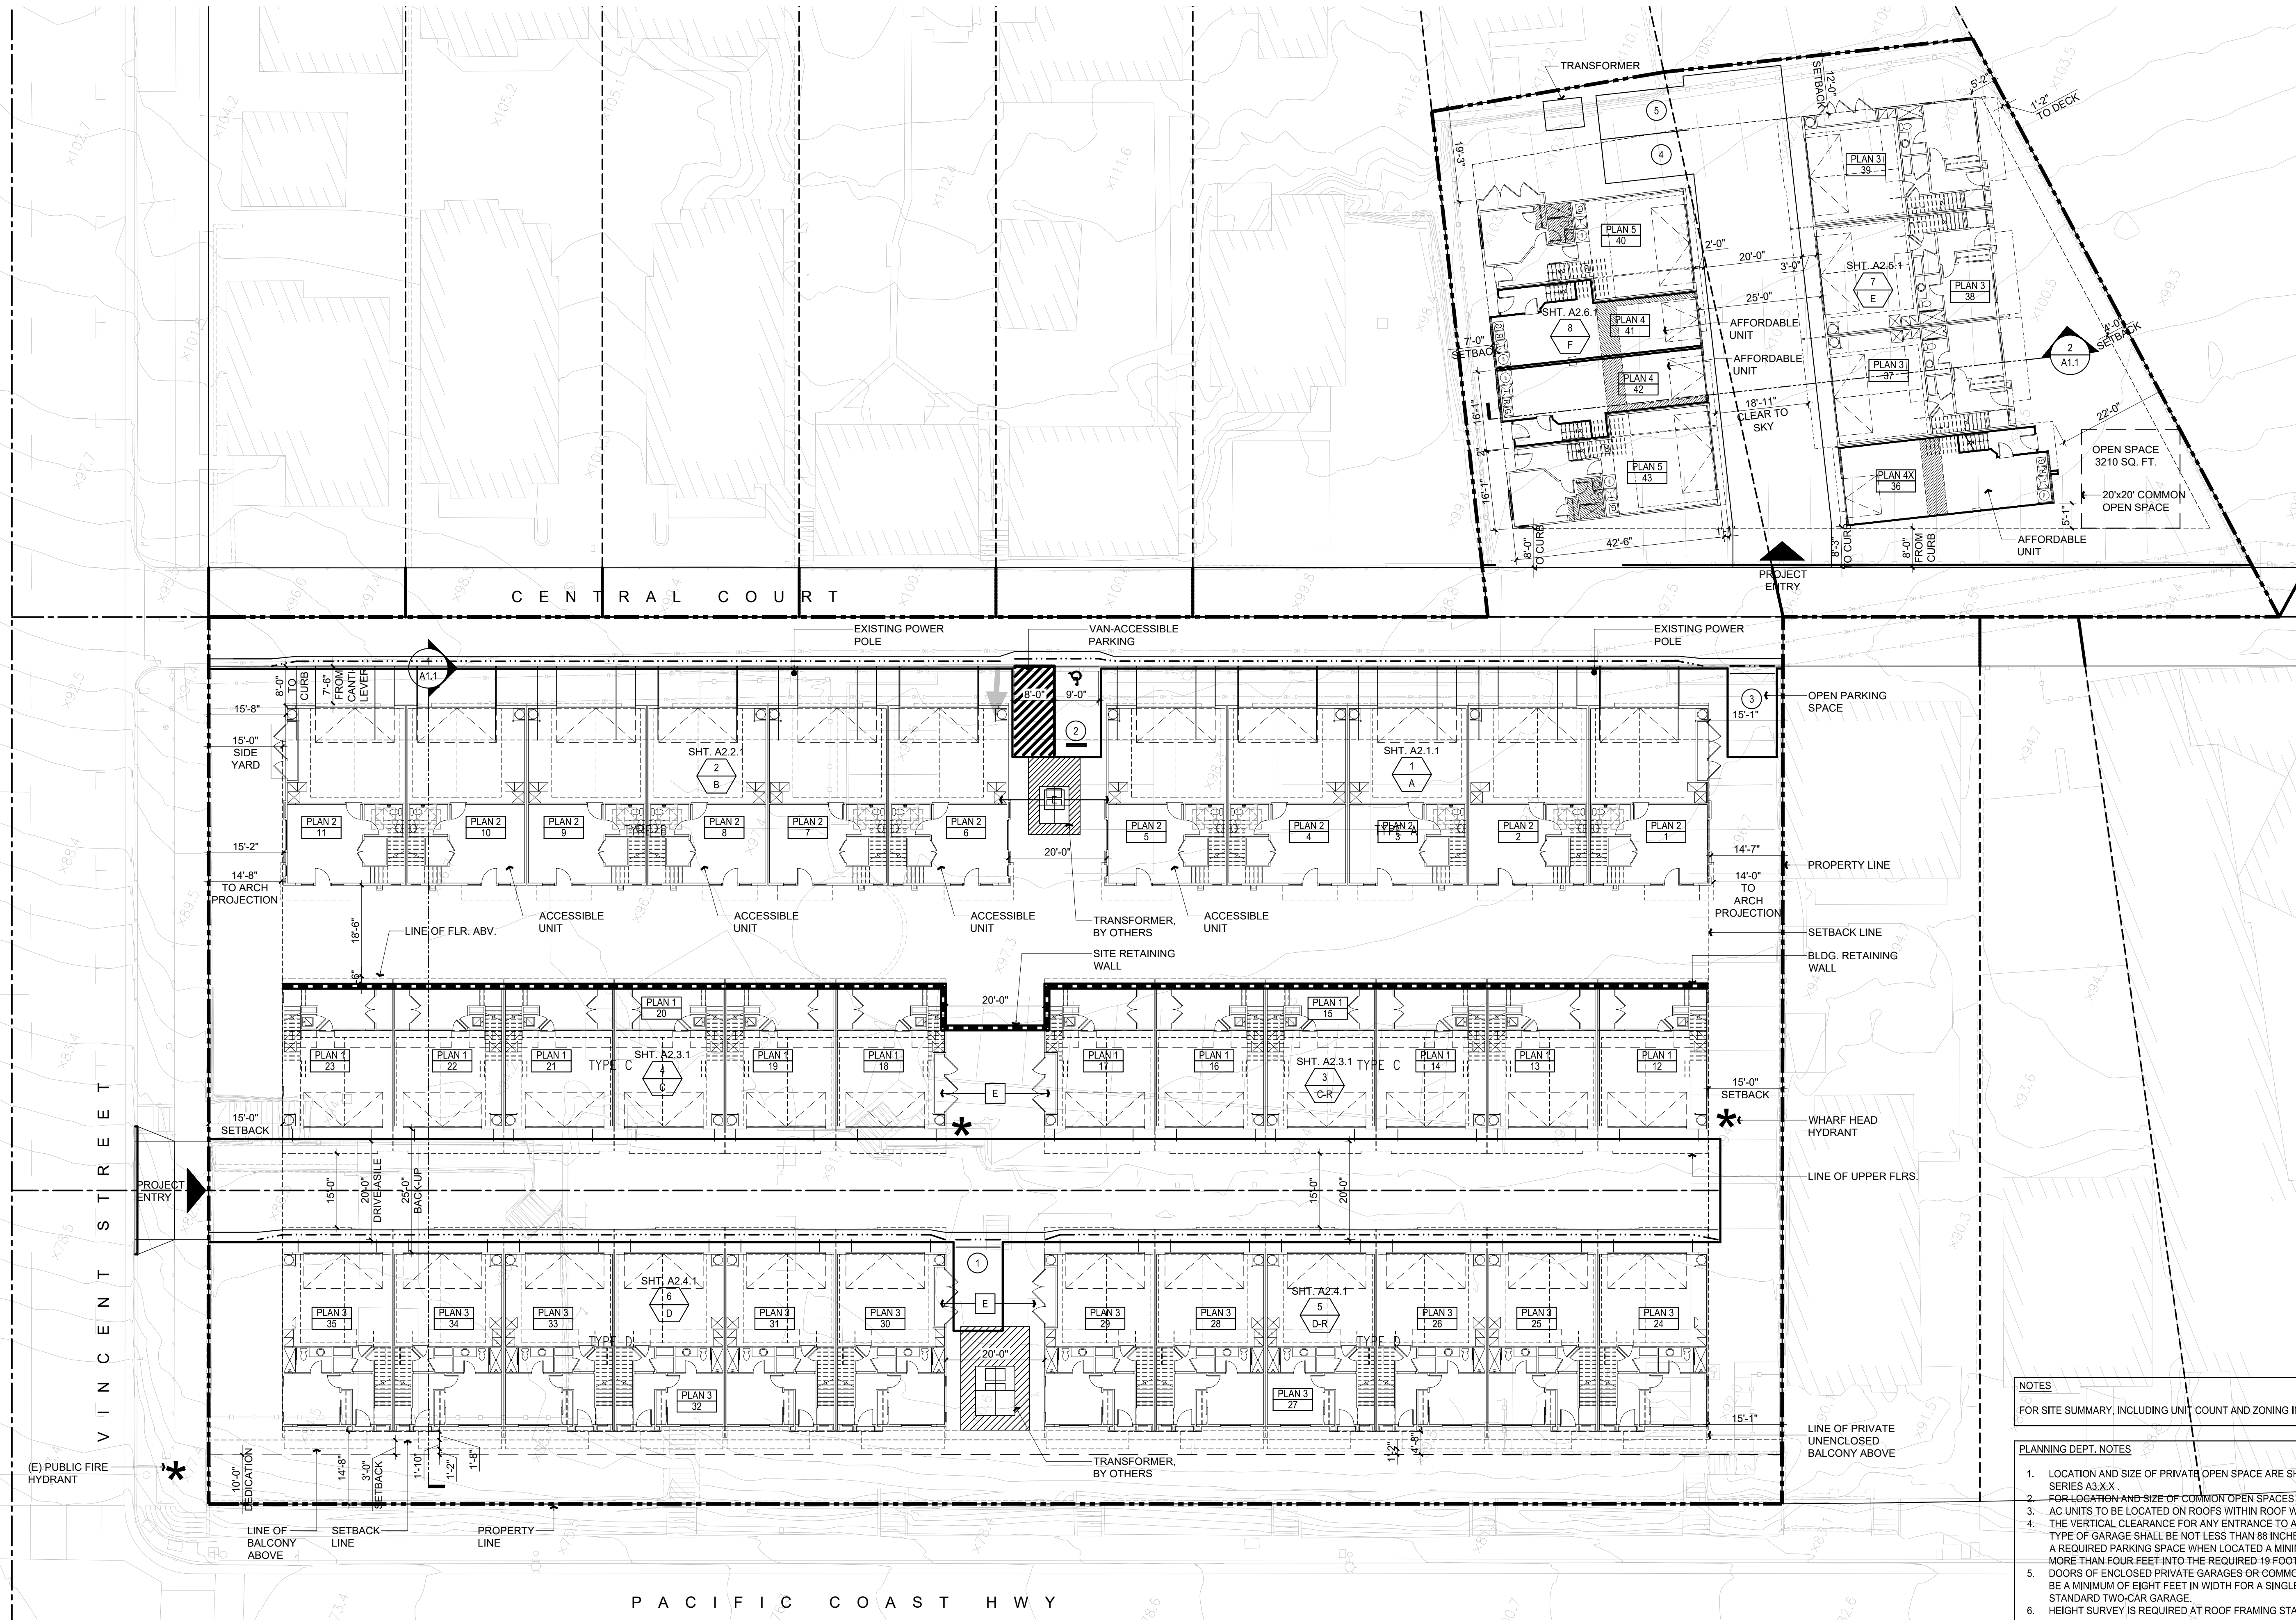 TRANSFORMER
5
4
12'-0"
SETBACK
5'-2"
1'-2"
TO DECK
19'-3"
PLAN 3
39
PLAN 5
40
2'-0"
20'-0"
3'-0"
SHT. A2.5.1
7
E
PLAN 3
38
25'-0"
SHT. A2.6.1
8
F
PLAN 4
41
AFFORDABLE
UNIT
7'-0"
SETBACK
AFFORDABLE
UNIT
PLAN 4
42
PLAN 3
37
4'-0"
SETBACK
2
A1.1
16'-1"
18'-11"
CLEAR TO
SKY
22'-0"
OPEN SPACE
3210 SQ. FT.
PLAN 5
43
PLAN 4X
36
20'x20' COMMON
OPEN SPACE
16'-1"
5'-1"
8'-0"
TO CURB
42'-6"
8'-3"
TO CURB
8'-0"
FROM
CURB
AFFORDABLE
UNIT
PROJECT
ENTRY
CENTRAL COURT
EXISTING POWER
POLE
VAN-ACCESSIBLE
PARKING
EXISTING POWER
POLE
8'-0"
TO
CURB
7'-6"
FROM
CANTI
LEVER
1
A1.1
8'-0"
9'-0"
2
3
OPEN PARKING
SPACE
15'-8"
15'-1"
15'-0"
SIDE
YARD
SHT. A2.2.1
2
B
SHT. A2.1.1
1
A
E
PLAN 2
11
PLAN 2
10
PLAN 2
9
TYPE B
PLAN 2
8
PLAN 2
7
PLAN 2
6
PLAN 2
5
PLAN 2
4
PLAN 2
3
TYPE A
PLAN 2
2
PLAN 2
1
15'-2"
20'-0"
14'-7"
PROPERTY LINE
14'-8"
TO ARCH
PROJECTION
14'-0"
TO
ARCH
PROJECTION
ACCESSIBLE
UNIT
ACCESSIBLE
UNIT
ACCESSIBLE
UNIT
TRANSFORMER,
BY OTHERS
ACCESSIBLE
UNIT
18'-6"
LINE OF FLR. ABV.
SETBACK LINE
SITE RETAINING
WALL
BLDG. RETAINING
WALL
20'-0"
PLAN 1
20
PLAN 1
15
PLAN 1
23
PLAN 1
22
PLAN 1
21
TYPE C
SHT. A2.3.1
4
C
PLAN 1
19
PLAN 1
18
PLAN 1
17
PLAN 1
16
SHT. A2.3.1
3
C-R
TYPE C
PLAN 1
14
PLAN 1
13
PLAN 1
12
E
15'-0"
SETBACK
15'-0"
SETBACK
WHARF HEAD
HYDRANT
VINCENT STREET
PROJECT
ENTRY
15'-0"
20'-0"
DRIVE-ASILE
25'-0"
BACK-UP
15'-0"
20'-0"
LINE OF UPPER FLRS.
1
SHT. A2.4.1
6
D
SHT. A2.4.1
5
D-R
E
PLAN 3
35
PLAN 3
34
PLAN 3
33
TYPE D
PLAN 3
31
PLAN 3
30
PLAN 3
29
PLAN 3
28
TYPE D
PLAN 3
26
PLAN 3
25
PLAN 3
24
20'-0"
PLAN 3
32
PLAN 3
27
15'-1"
LINE OF PRIVATE
UNENCLOSED
BALCONY ABOVE
(E) PUBLIC FIRE
HYDRANT
10'-0"
DEDICATION
14'-8"
3'-0"
SETBACK
1'-10"
1'-2"
1'-8"
1'-2"
4'-8"
TRANSFORMER,
BY OTHERS
LINE OF
BALCONY
ABOVE
SETBACK
LINE
PROPERTY
LINE
PACIFIC COAST HWY
NOTES
FOR SITE SUMMARY, INCLUDING UNIT COUNT AND ZONING
PLANNING DEPT. NOTES
1. LOCATION AND SIZE OF PRIVATE OPEN SPACE ARE
SERIES A3.X.X .
2. FOR LOCATION AND SIZE OF COMMON OPEN SPACES
3. AC UNITS TO BE LOCATED ON ROOFS WITHIN ROOF
4. THE VERTICAL CLEARANCE FOR ANY ENTRANCE TO
TYPE OF GARAGE SHALL BE NOT LESS THAN 88
A REQUIRED PARKING SPACE WHEN LOCATED A
MORE THAN FOUR FEET INTO THE REQUIRED 19
5. DOORS OF ENCLOSED PRIVATE GARAGES OR
BE A MINIMUM OF EIGHT FEET IN WIDTH FOR A
STANDARD TWO-CAR GARAGE.
6. HEIGHT SURVEY IS REQUIRED AT ROOF FRAMING